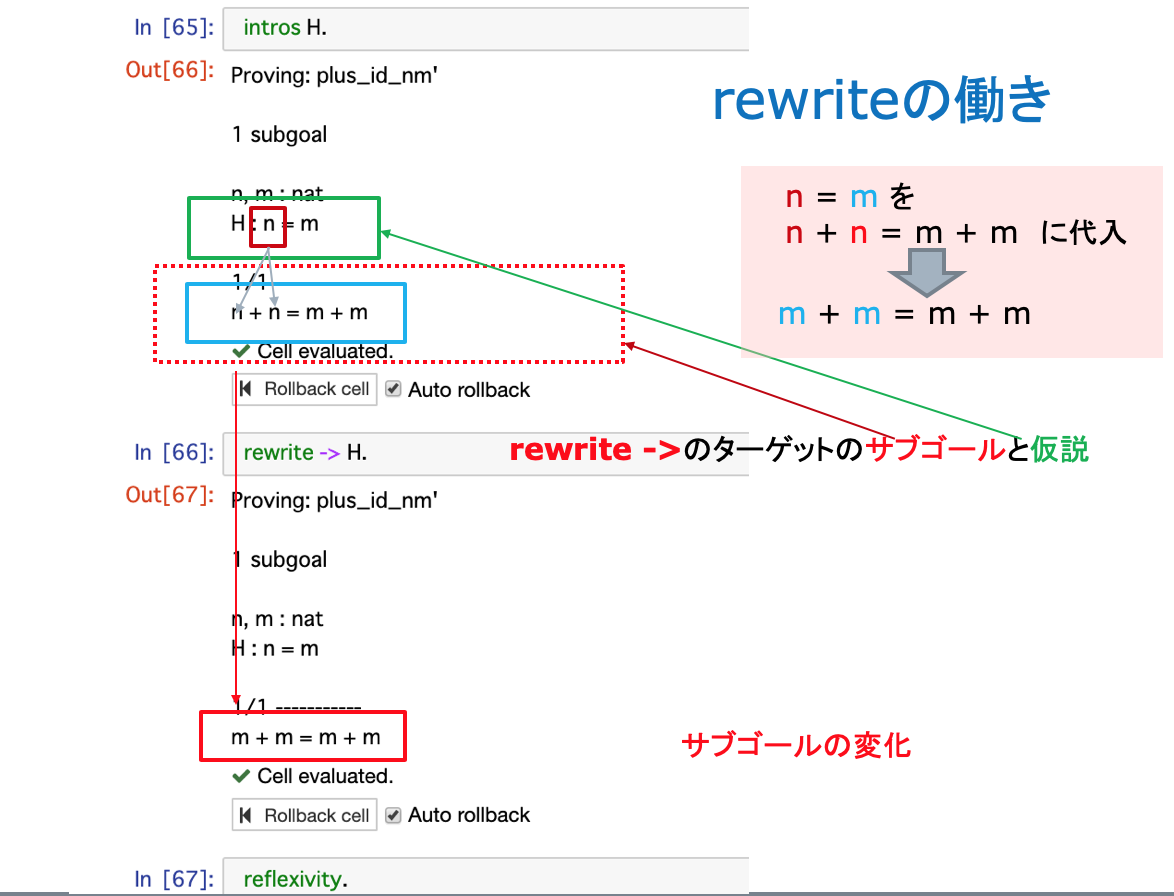 In [65]: intros H.
Out[66]: Proving: plus_id_nm'
1 subgoal
n, m : nat
H : n = m
1/1
n + n = m + m
Cell evaluated.
Rollback cell Auto rollback
rewriteの働き
n = m を
n + n = m + m に代入
m + m = m + m
In [66]: rewrite -> H.
rewrite ->のターゲットのサブゴールと仮説
Out[67]: Proving: plus_id_nm'
1 subgoal
n, m : nat
H : n = m
1/1 -----------
m + m = m + m
サブゴールの変化
Cell evaluated.
Rollback cell Auto rollback
In [67]: reflexivity.